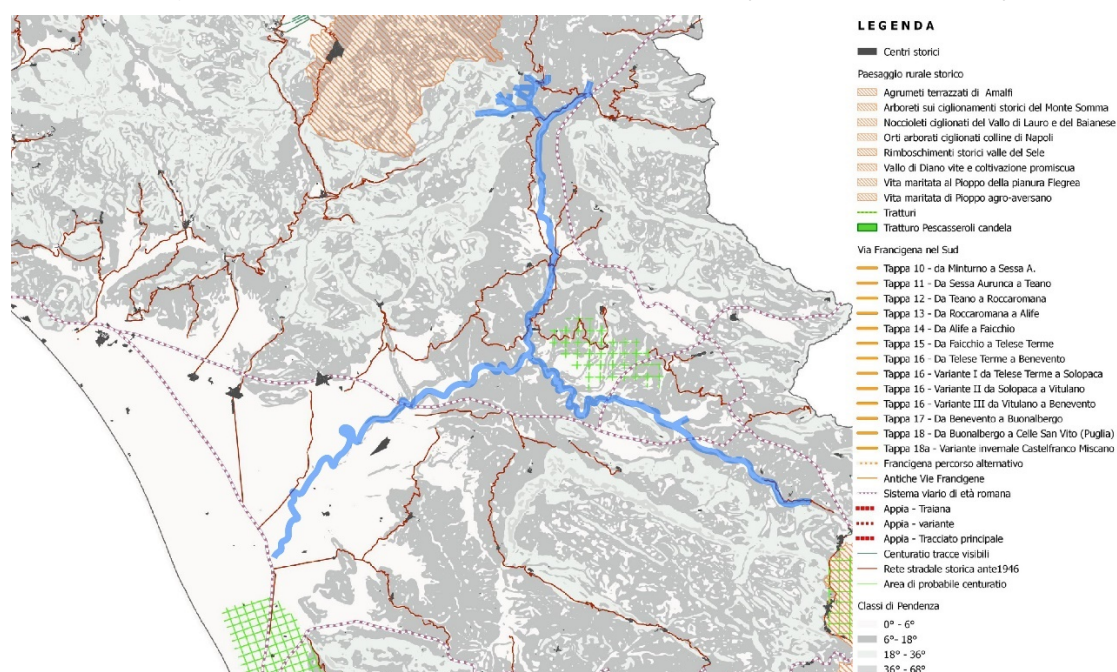 LEGENDA
Centri storici
Paesaggio rurale storico
Agrumeti terrazzati di Amalfi
Arboreti sui ciglionamenti storici del Monte Somma
Noccioleti ciglionati del Vallo di Lauro e del Baianese
Orti arborati ciglionati colline di Napoli
Rimboschimenti storici valle del Sele
Vallo di Diano vite e coltivazione promiscua
Vita maritata al Pioppo della pianura Flegrea
Vita maritata di Pioppo agro-aversano
Tratturi
Tratturo Pescasseroli candela
Via Francigena nel Sud
Tappa 10 - da Minturno a Sessa A.
Tappa 11 - Da Sessa Aurunca a Teano
Tappa 12 - Da Teano a Roccaromana
Tappa 13 - Da Roccaromana a Alife
Tappa 14 - Da Alife a Faicchio
Tappa 15 - Da Faicchio a Telese Terme
Tappa 16 - Da Telese Terme a Benevento
Tappa 16 - Variante I da Telese Terme a Solopaca
Tappa 16 - Variante II da Solopaca a Vitulano
Tappa 16 - Variante III da Vitulano a Benevento
Tappa 17 - Da Benevento a Buonalbergo
Tappa 18 - Da Buonalbergo a Celle San Vito (Puglia)
Tappa 18a - Variante invernale Castelfranco Miscano
Francigena percorso alternativo
Antiche Vie Francigene
Sistema viario di età romana
Appia - Traiana
Appia - variante
Appia - Tracciato principale
Centuriato tracce visibili
Rete stradale storica ante1946
Area di probabile centuriato
Classi di Pendenza
0° - 6°
6°- 18°
18° - 36°
36° - 68°